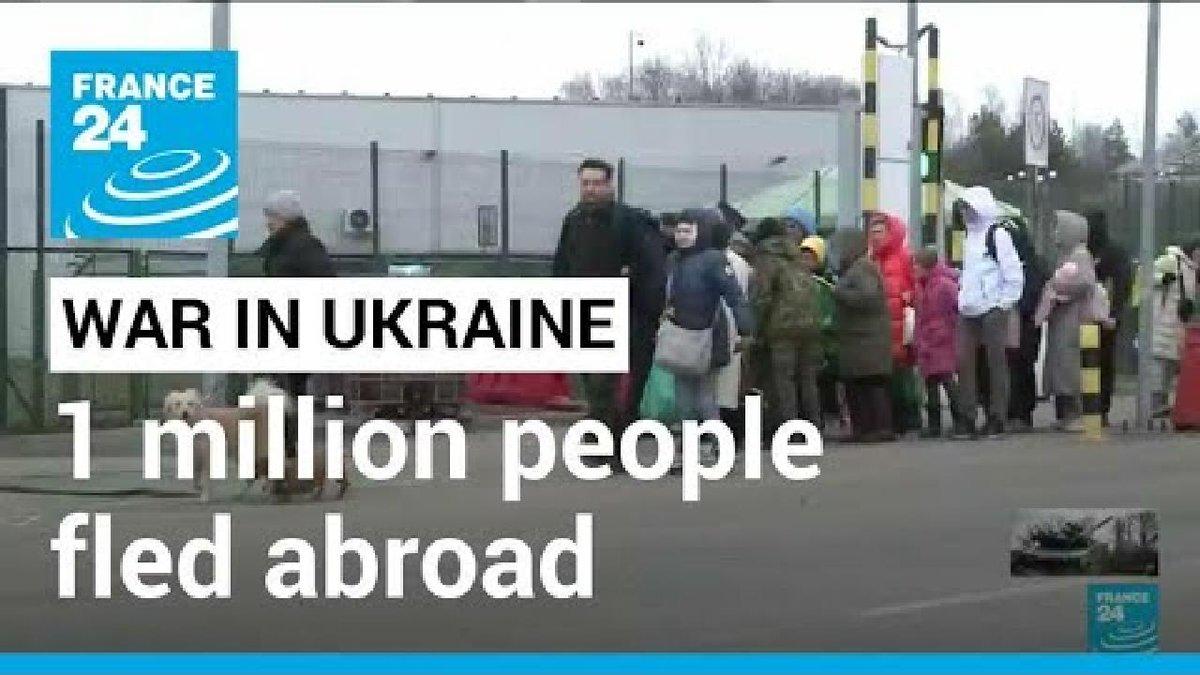 FRANCE
24
WAR IN UKRAINE
1 million people
fled abroad
FRANCE
24